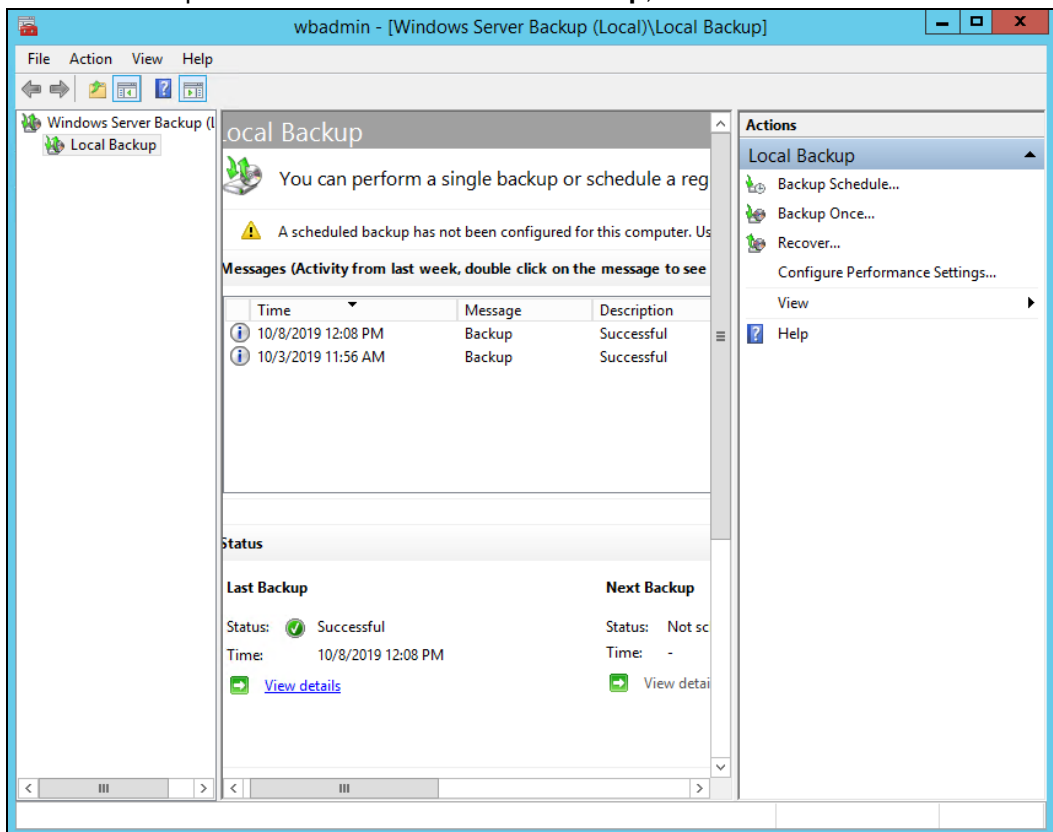 wbadmin - [Windows Server Backup (Local)\Local Backup]
File Action View Help
Windows Server Backup (L
Local Backup
Local Backup
You can perform a single backup or schedule a reg
A scheduled backup has not been configured for this computer. Us
Messages (Activity from last week, double click on the message to see
Time Message Description
10/8/2019 12:08 PM Backup Successful
10/3/2019 11:56 AM Backup Successful
Status
Last Backup Next Backup
Status: Successful Status: Not sc
Time: 10/8/2019 12:08 PM Time: -
View details View detai
Actions
Local Backup
Backup Schedule...
Backup Once...
Recover...
Configure Performance Settings...
View
Help